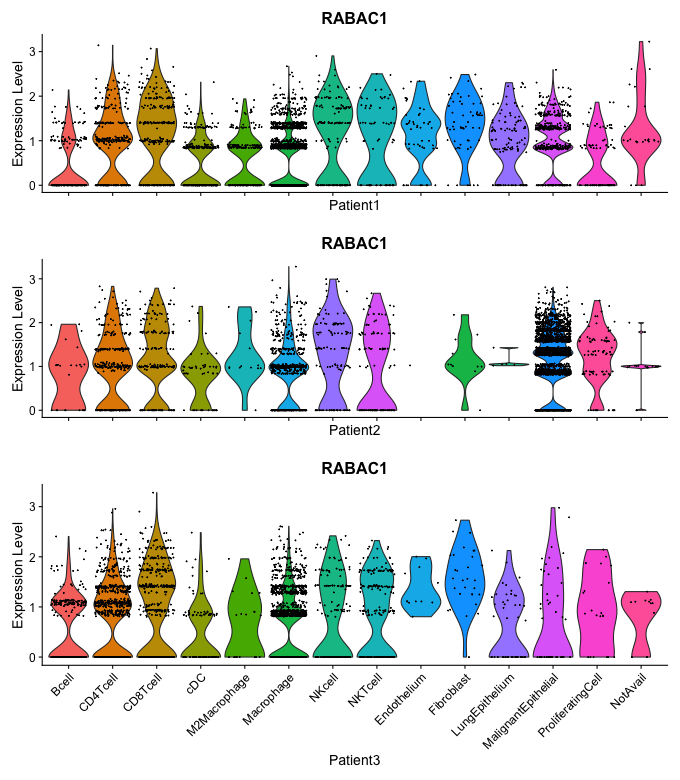 RABAC1
Expression Level
3
2
1
0
Patient1
RABAC1
Expression Level
3
2
1
0
Patient2
RABAC1
Expression Level
3
2
1
0
Bcell
CD4Tcell
CD8Tcell
cDC
M2Macrophage
Macrophage
NKcell
NKTcell
Endothelium
Fibroblast
LungEpithelium
MalignantEpithelial
ProliferatingCell
NotAvail
Patient3